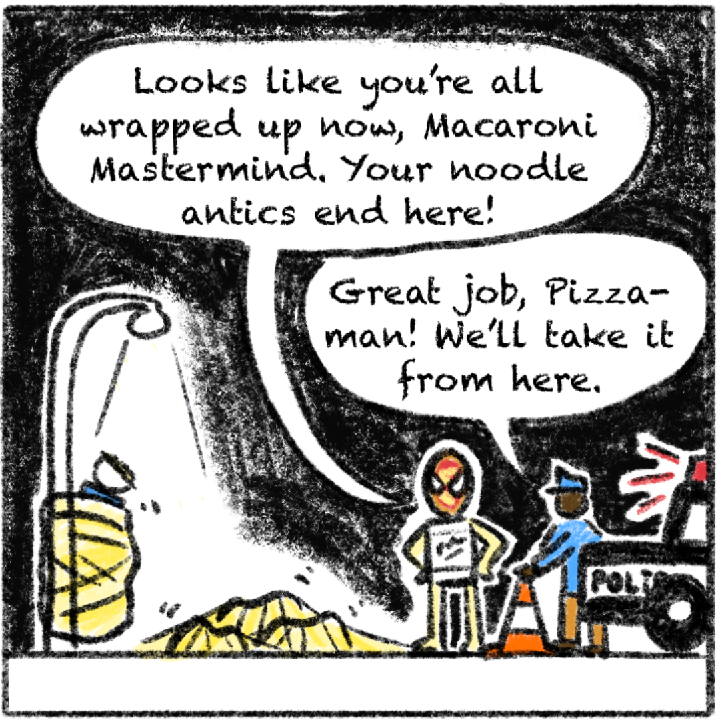 Looks like you're all
wrapped up now, Macaroni
Mastermind. Your noodle
antics end here!
Great job, Pizza-
man! We'll take it
from here.